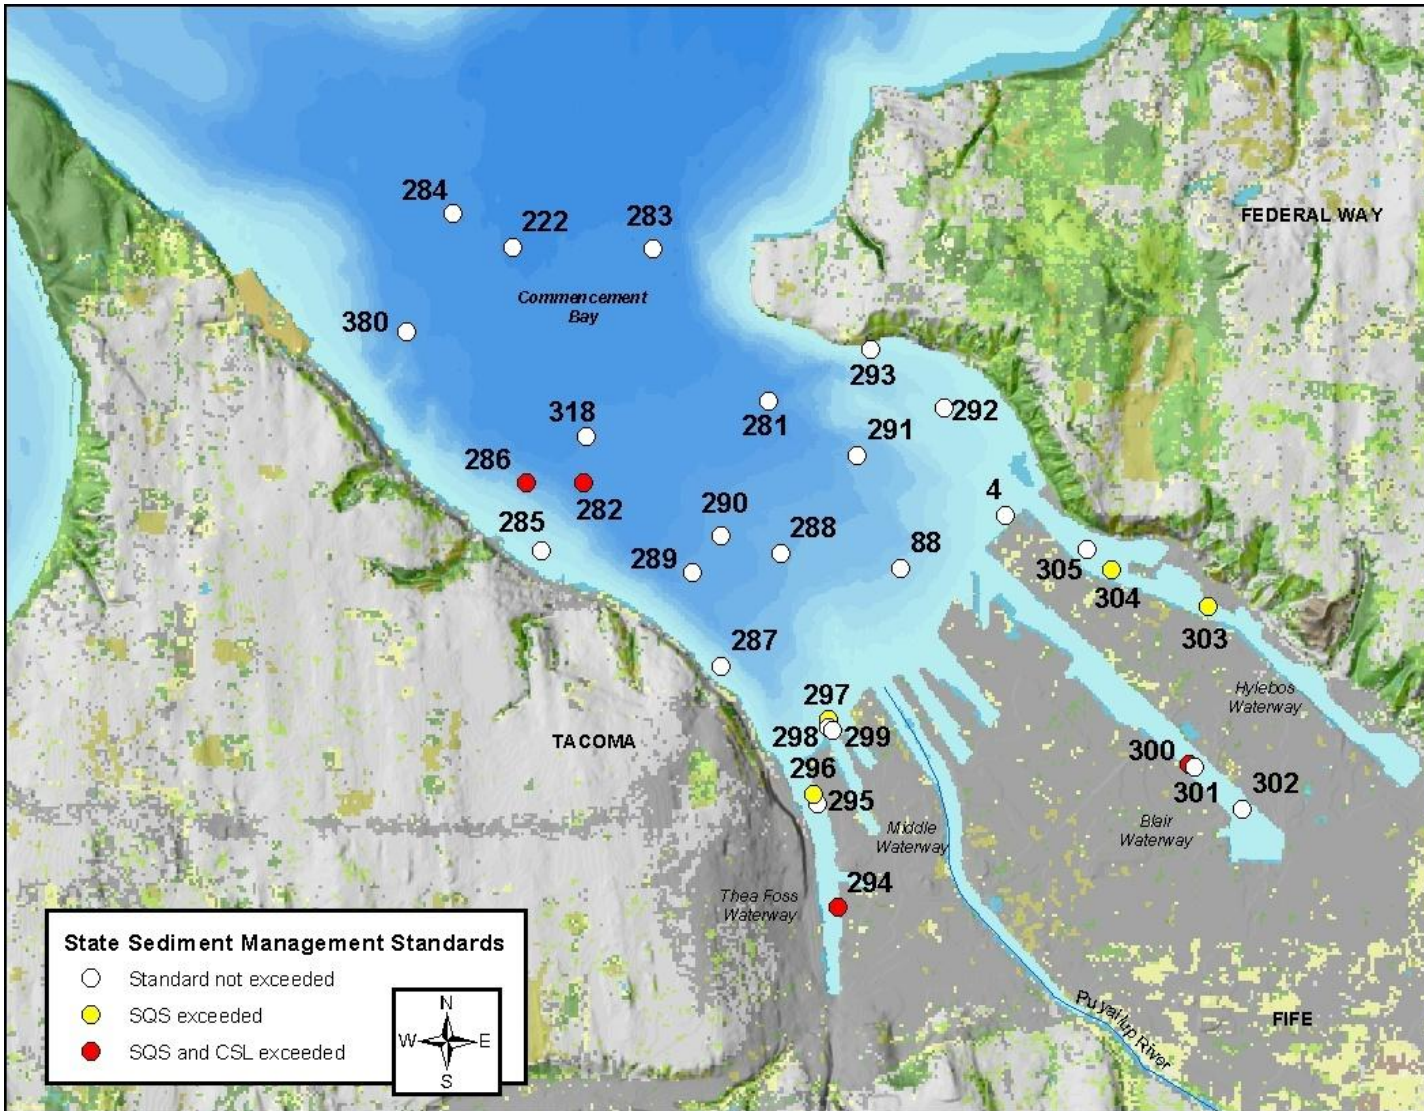 284
222
283
FEDERAL WAY
Commencement
Bay
380
293
318
281
292
291
286
282
4
290
285
288
88
289
305
304
303
287
Hylebos
Waterway
297
TACOMA
298
299
300
296
301
302
295
Middle
Waterway
Blair
Waterway
294
Thea Foss
Waterway
Puyallup River
FIFE
State Sediment Management Standards
Standard not exceeded
SQS exceeded
SQS and CSL exceeded
N
W E
S